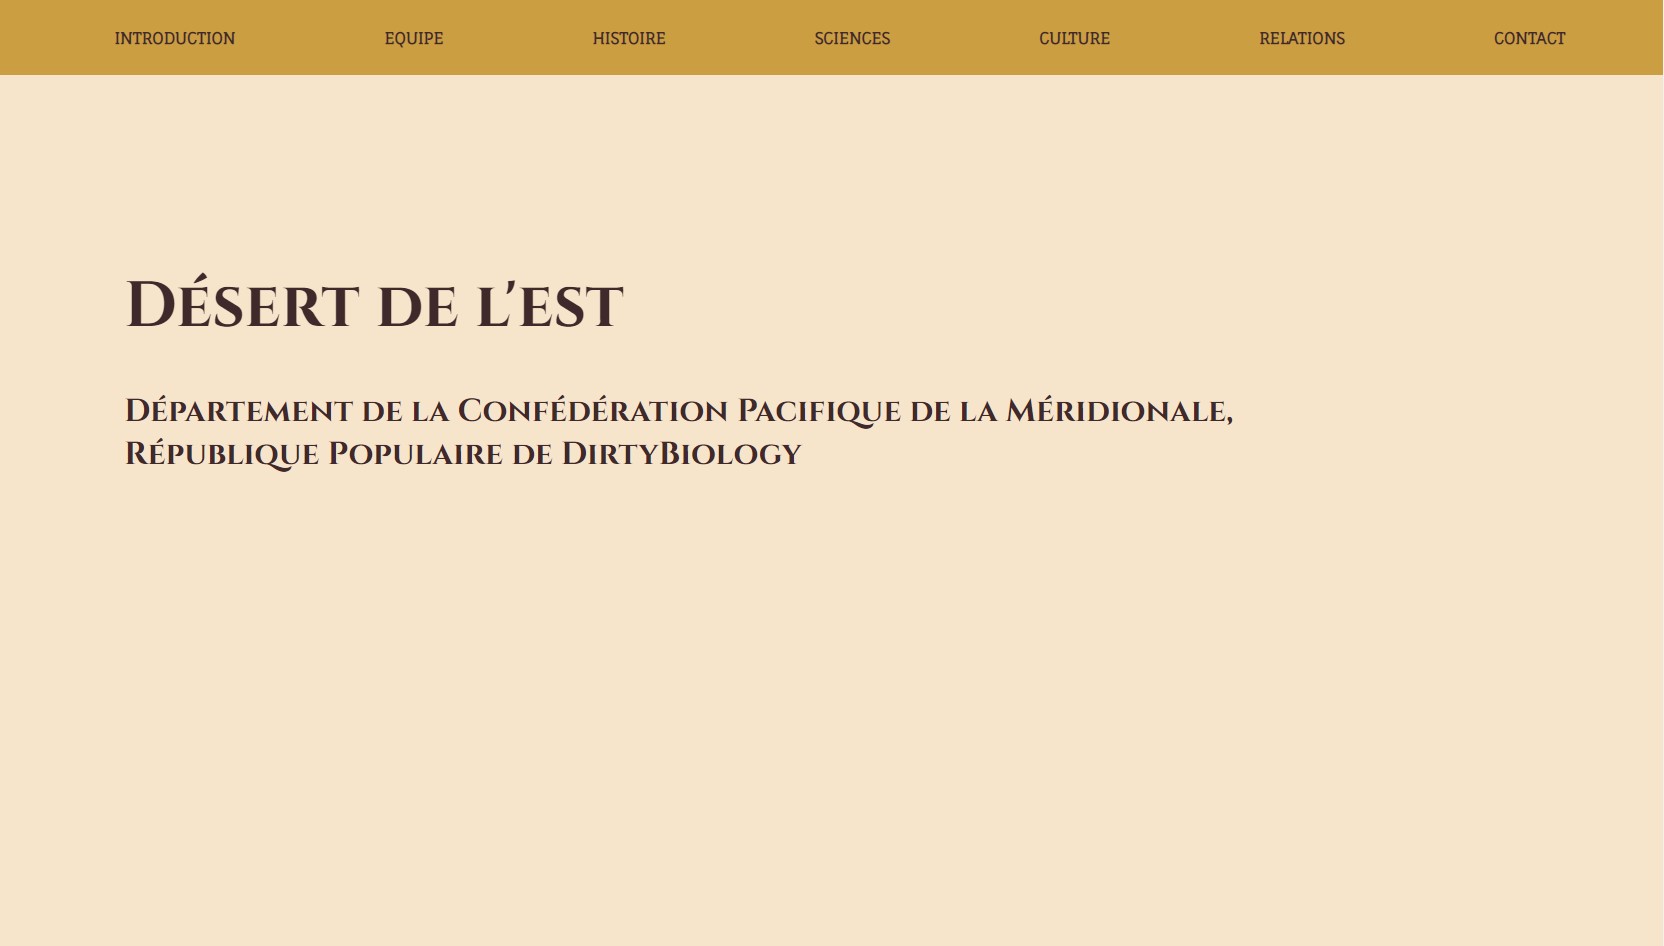 INTRODUCTION EQUIPE HISTOIRE SCIENCES CULTURE RELATIONS CONTACT
Désert de l'est
Département de la Confédération Pacifique de la Méridionale,
République Populaire de DirtyBiology